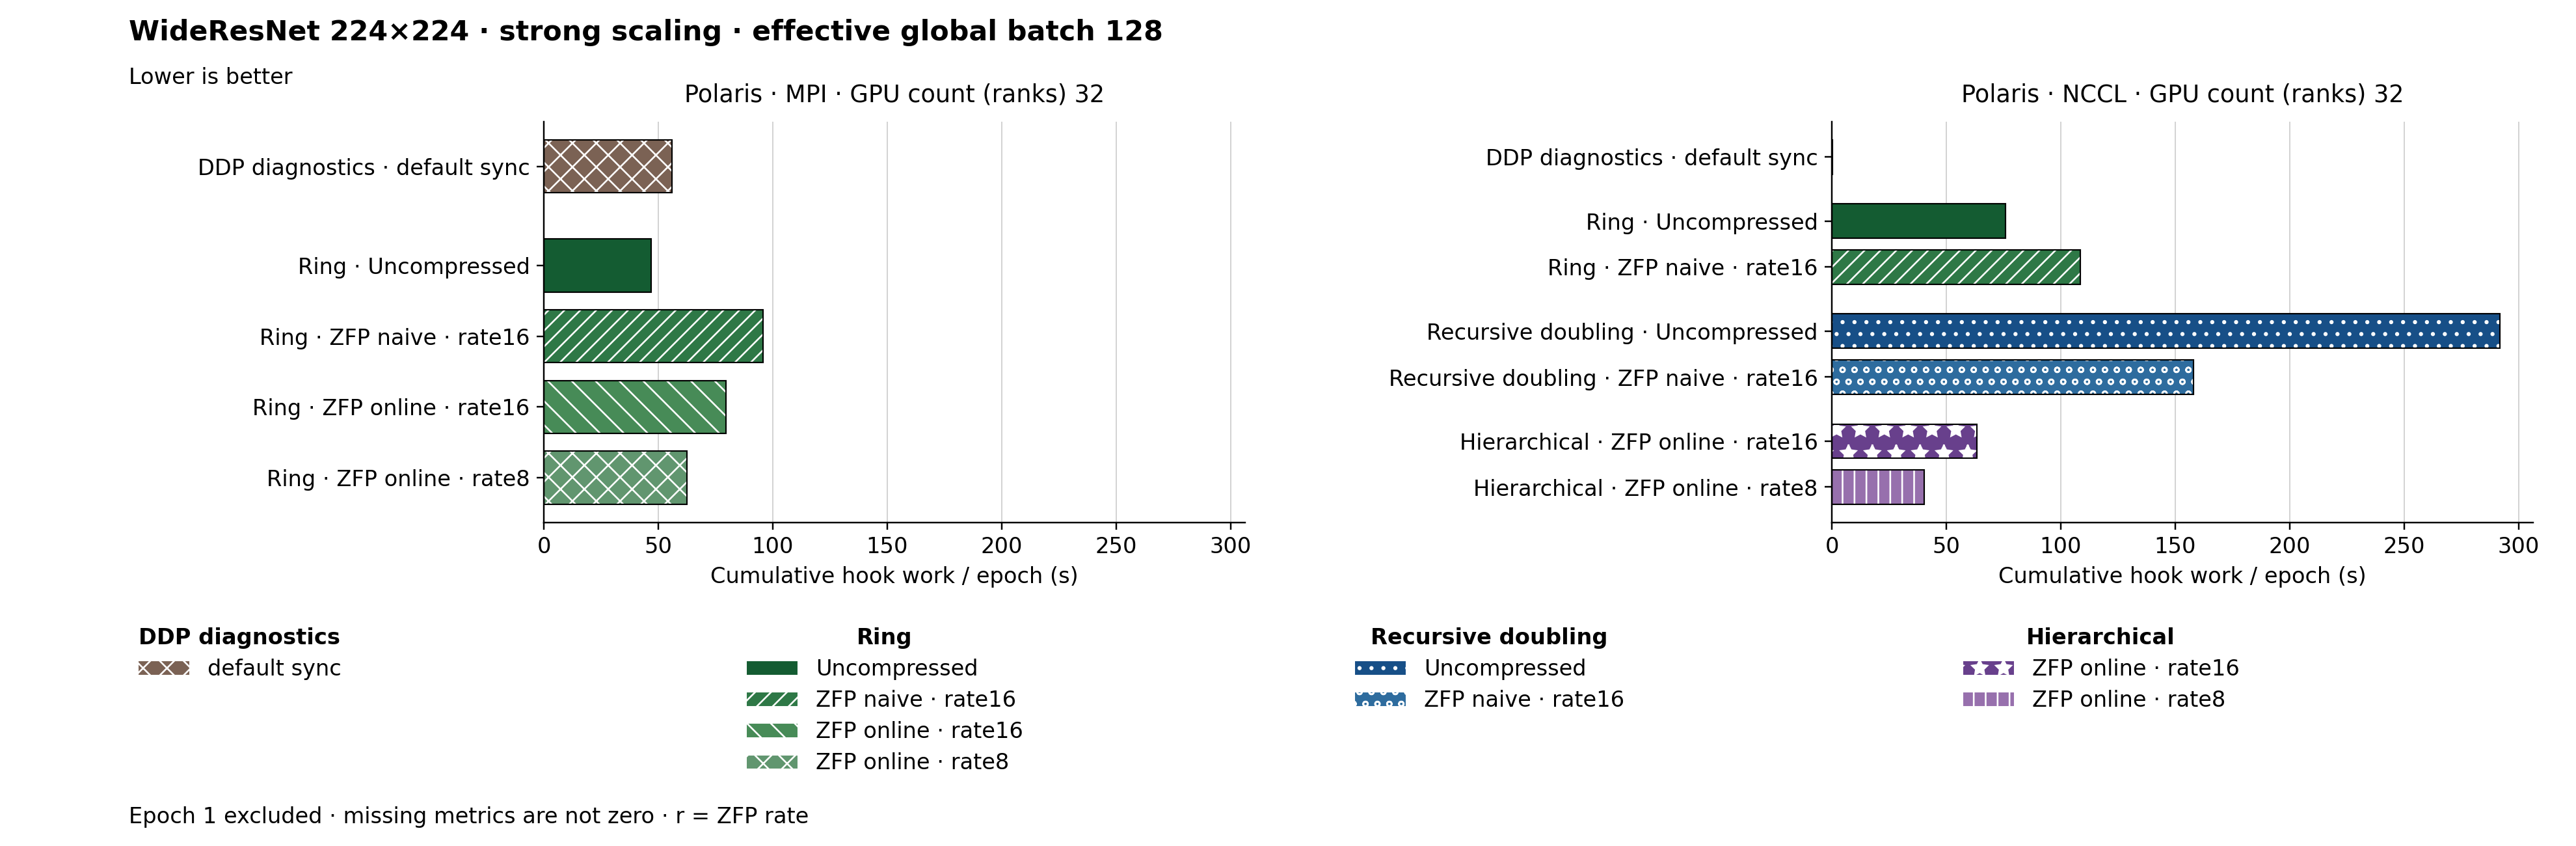 WideResNet 224×224 · strong scaling · effective global batch 128
Lower is better
Polaris · MPI · GPU count (ranks) 32
DDP diagnostics · default sync
Ring · Uncompressed
Ring · ZFP naive · rate16
Ring · ZFP online · rate16
Ring · ZFP online · rate8
0 50 100 150 200 250 300
Cumulative hook work / epoch (s)
Polaris · NCCL · GPU count (ranks) 32
DDP diagnostics · default sync
Ring · Uncompressed
Ring · ZFP naive · rate16
Recursive doubling · Uncompressed
Recursive doubling · ZFP naive · rate16
Hierarchical · ZFP online · rate16
Hierarchical · ZFP online · rate8
0 50 100 150 200 250 300
Cumulative hook work / epoch (s)
DDP diagnostics
default sync
Ring
Uncompressed
ZFP naive · rate16
ZFP online · rate16
ZFP online · rate8
Recursive doubling
Uncompressed
ZFP naive · rate16
Hierarchical
ZFP online · rate16
ZFP online · rate8
Epoch 1 excluded · missing metrics are not zero · r = ZFP rate